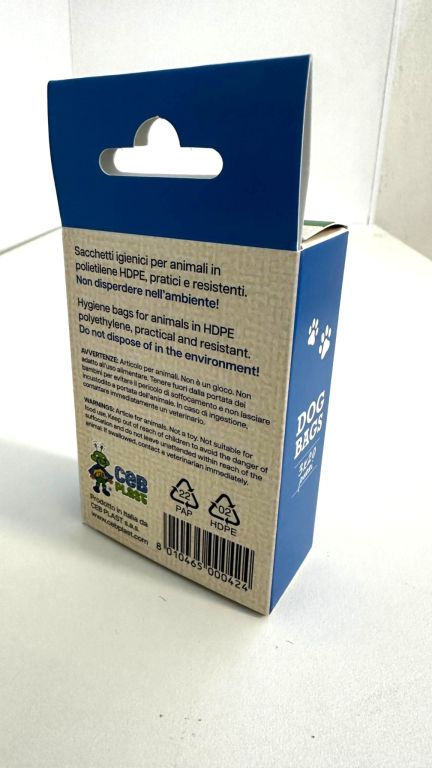 Sacchetti igienici per animali in
polietilene HDPE, pratici e resistenti.
Non disperdere nell'ambiente!
Hygiene bags for animals in HDPE
polyethylene, practical and resistant.
Do not dispose of in the environment!
AVVERTENZE: Articolo per animali. Non è un gioco. Non
adatto all'uso alimentare. Tenere fuori dalla portata dei
bambini per evitare il pericolo di soffocamento e non lasciare
incustodito a portata dell'animale. In caso di ingestione,
contattare immediatamente un veterinario.
WARNINGS: Article for animals. Not a toy. Not suitable for
food use. Keep out of reach of children to avoid the danger of
suffocation and do not leave unattended within reach of the
animal. If swallowed, contact a veterinarian immediately.
CEB
PLAST
Prodotto in Italia da
CEB PLAST s.a.s.
www.cebplast.com
22
PAP
02
HDPE
8 010465 000424
DOG
BAGS